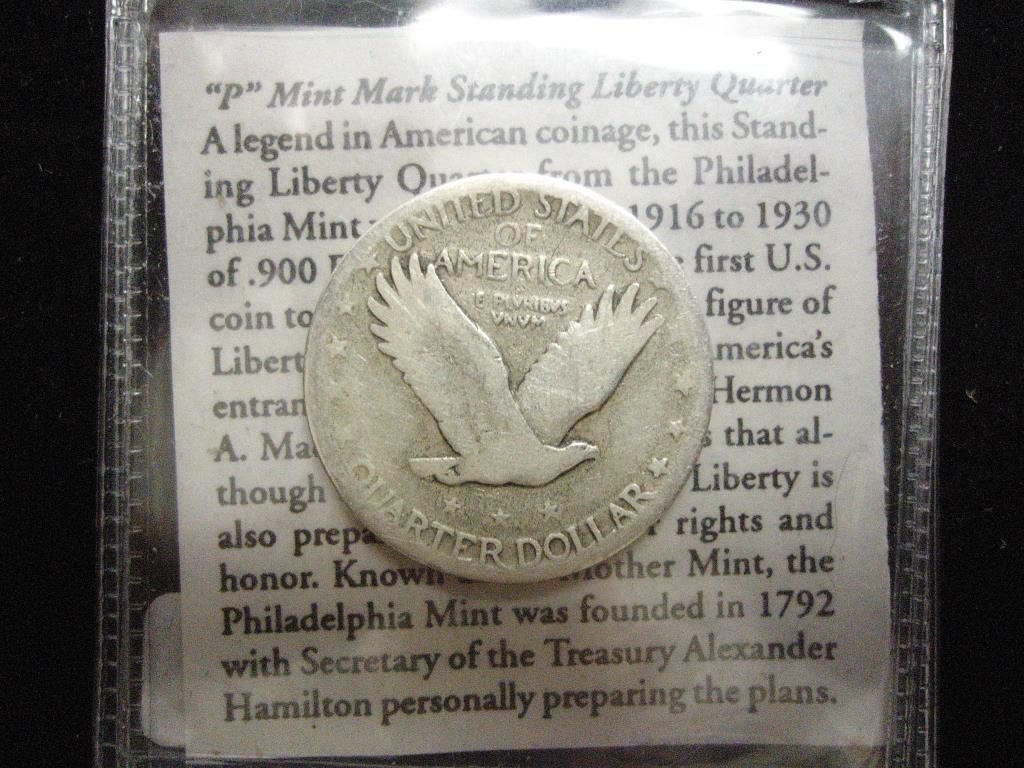 "P" Mint Mark Standing Liberty Quarter
A legend in American coinage, this Stand-
ing Liberty from the Philadel-
phia Mint 1916 to 1930
of .900 first U.S.
coin to figure of
Libert merica's
entran Hermon
A. Ma s that al-
though Liberty is
also prepa rights and
honor. Known Mother Mint, the
Philadelphia Mint was founded in 1792
with Secretary of the Treasury Alexander
Hamilton personally preparing the plans.
UNITED STATES
OF
AMERICA
E PLURIBUS
UNUM
QUARTER DOLLAR